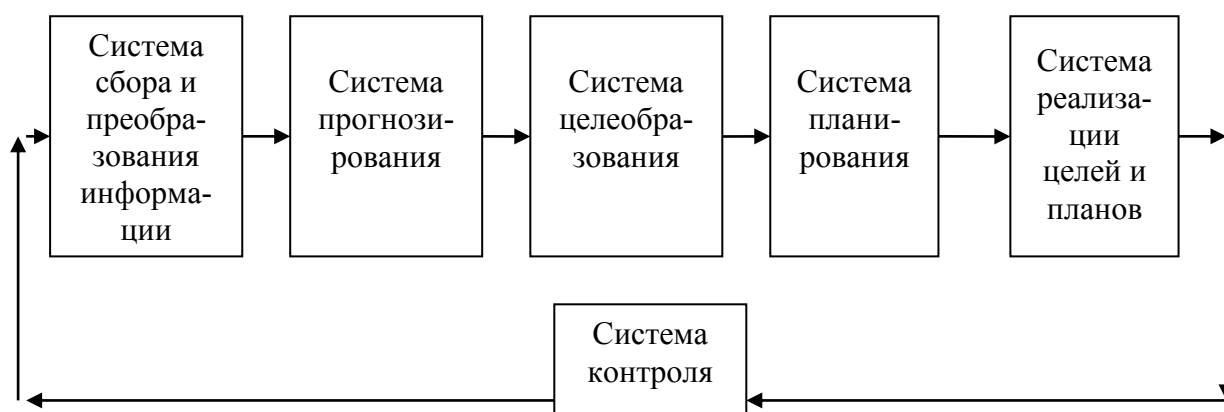 Система
сбора и
преобра-
зования
информа-
ции
Система
прогнози-
рования
Система
целеобра-
зования
Система
плани-
рования
Система
реализа-
ции
целей и
планов
Система
контроля